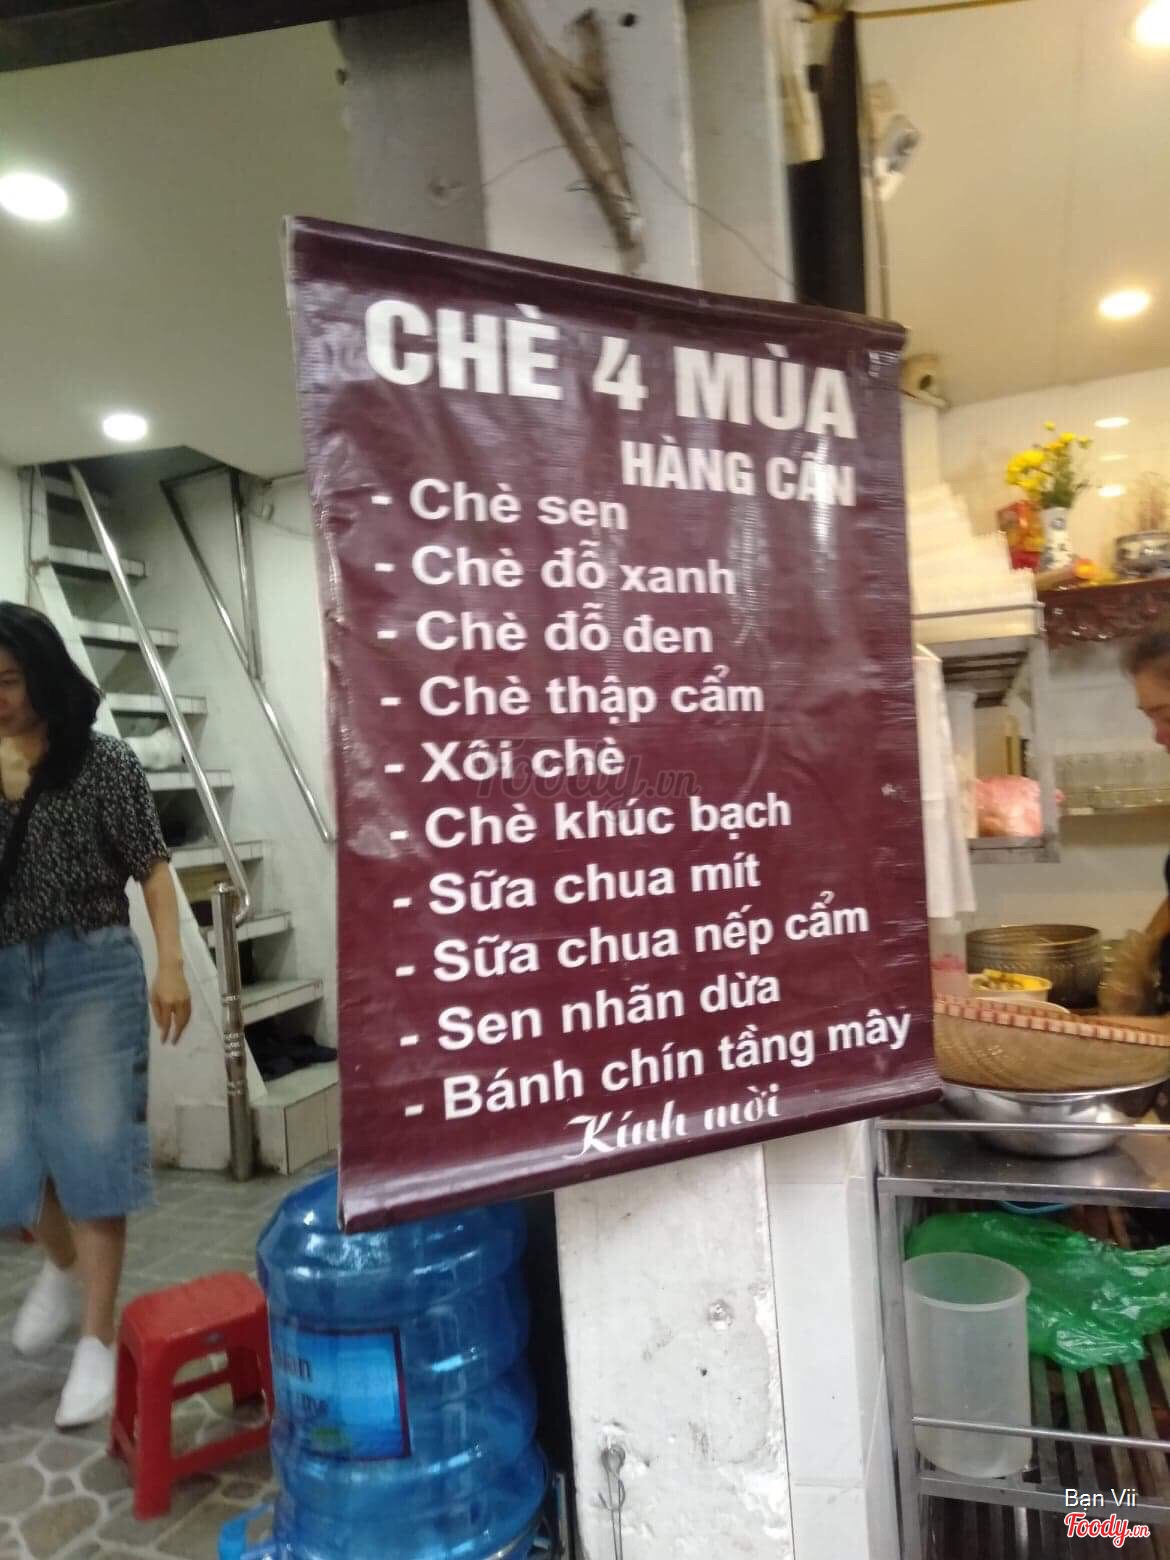 CHÈ 4 MÙA
HÀNG CÂN
- Chè sen
- Chè đỗ xanh
- Chè đỗ đen
- Chè thập cẩm
- Xôi chè
- Chè khúc bạch
- Sữa chua mít
- Sữa chua nếp cẩm
- Sen nhãn dừa
- Bánh chín tầng mây
Kính mời
Foody.vn
Bạn Vii
Foody.vn